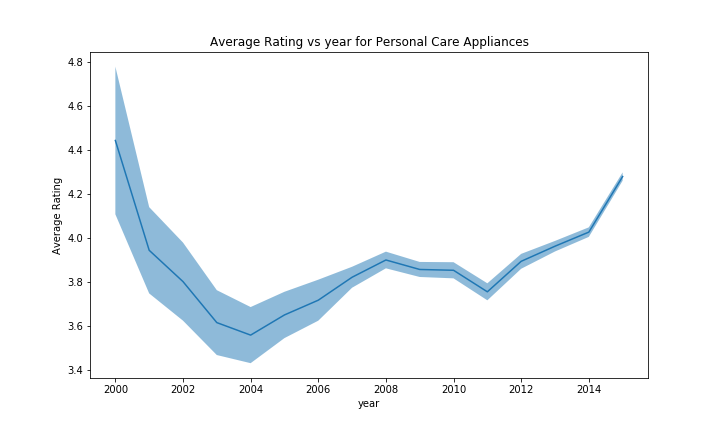 Average Rating vs year for Personal Care Appliances
Average Rating
4.8
4.6
4.4
4.2
4.0
3.8
3.6
3.4
2000 2002 2004 2006 2008 2010 2012 2014
year